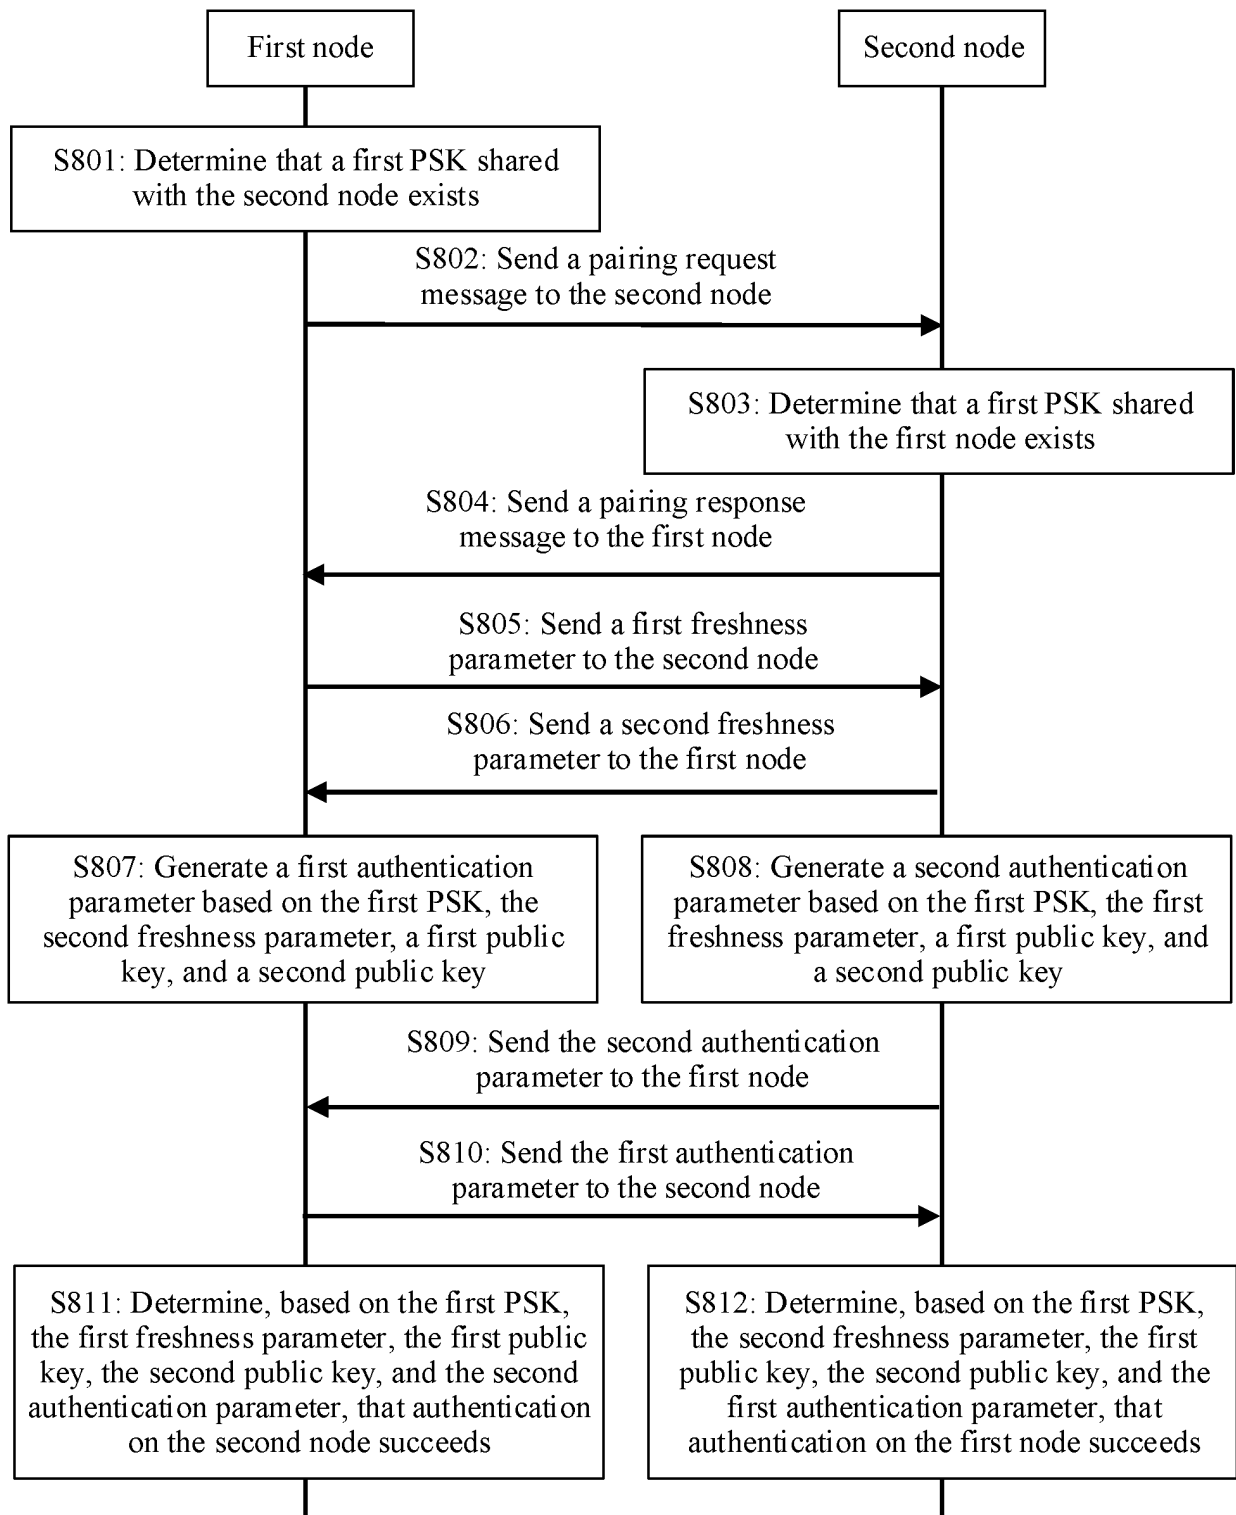 First node
Second node
S801: Determine that a first PSK shared
with the second node exists
S802: Send a pairing request
message to the second node
S803: Determine that a first PSK shared
with the first node exists
S804: Send a pairing response
message to the first node
S805: Send a first freshness
parameter to the second node
S806: Send a second freshness
parameter to the first node
S807: Generate a first authentication
parameter based on the first PSK, the
second freshness parameter, a first public
key, and a second public key
S808: Generate a second authentication
parameter based on the first PSK, the first
freshness parameter, a first public key, and
a second public key
S809: Send the second authentication
parameter to the first node
S810: Send the first authentication
parameter to the second node
S811: Determine, based on the first PSK,
the first freshness parameter, the first public
key, the second public key, and the second
authentication parameter, that authentication
on the second node succeeds
S812: Determine, based on the first PSK,
the second freshness parameter, the first
public key, the second public key, and the
first authentication parameter, that
authentication on the first node succeeds